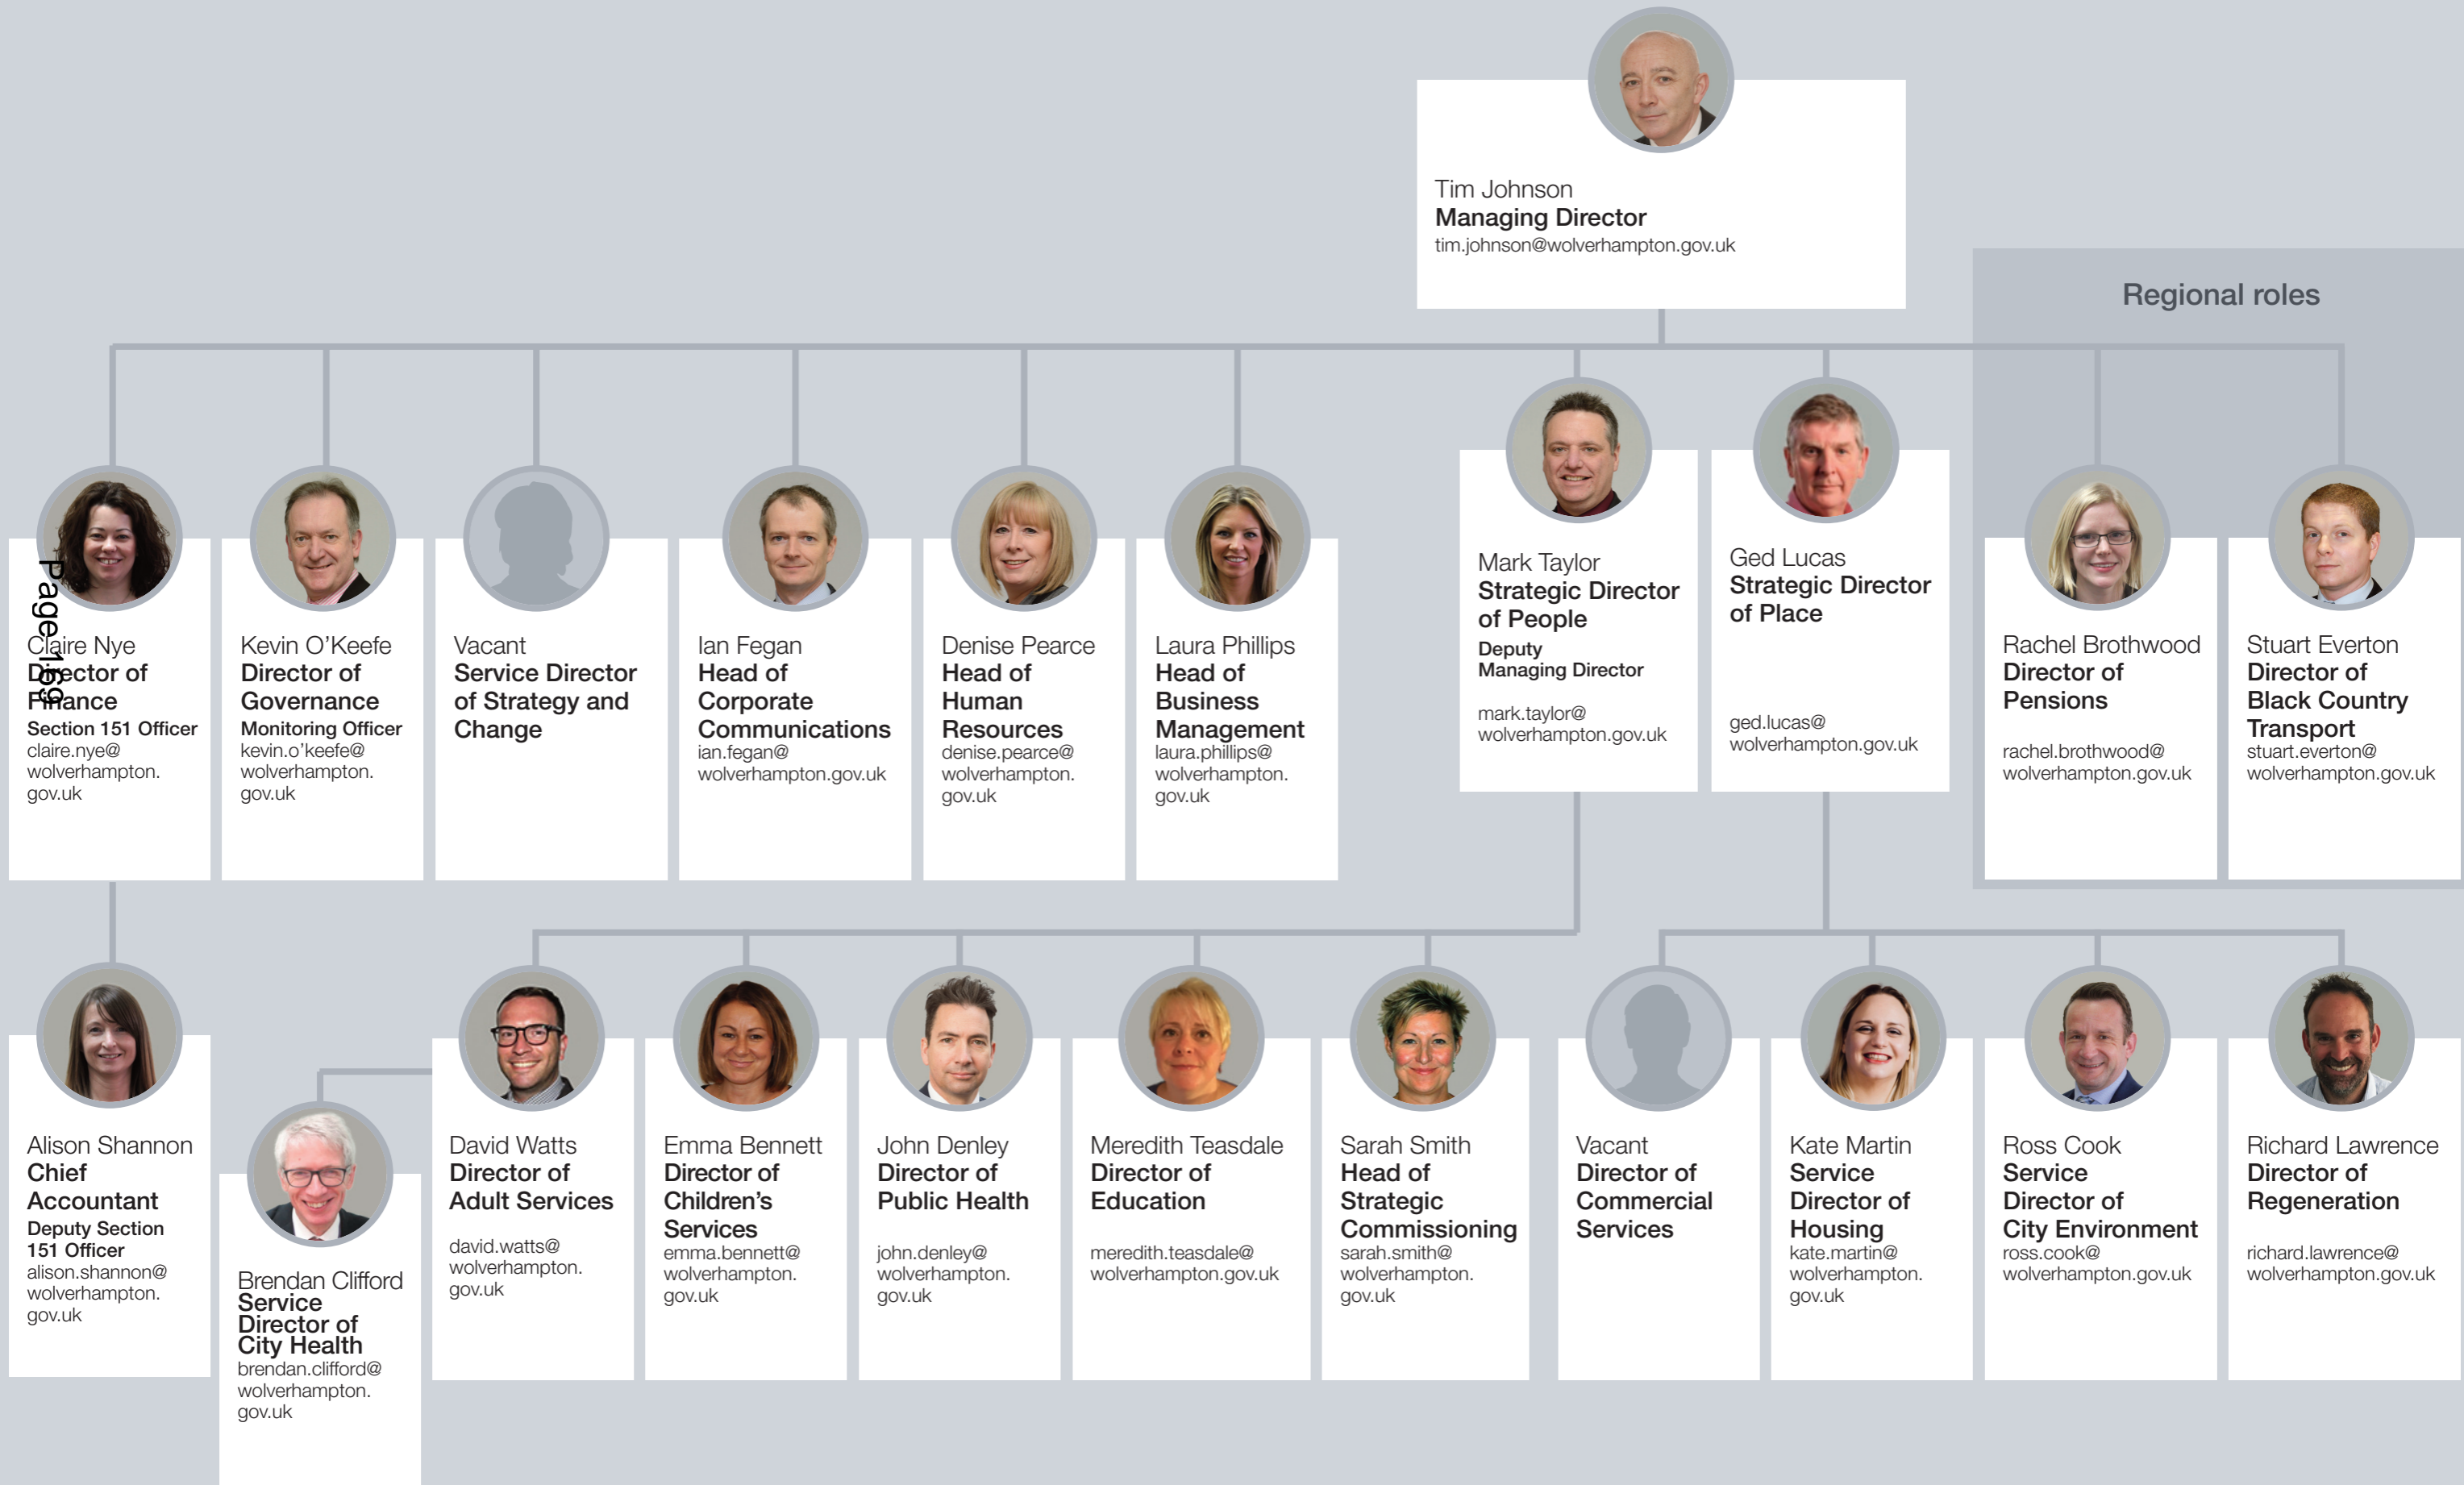 Tim Johnson
Managing Director
tim.johnson@wolverhampton.gov.uk
Regional roles
Page 169
Claire Nye
Director of
Finance
Section 151 Officer
claire.nye@
wolverhampton.
gov.uk
Kevin O’Keefe
Director of
Governance
Monitoring Officer
kevin.o’keefe@
wolverhampton.
gov.uk
Vacant
Service Director
of Strategy and
Change
Ian Fegan
Head of
Corporate
Communications
ian.fegan@
wolverhampton.gov.uk
Denise Pearce
Head of
Human
Resources
denise.pearce@
wolverhampton.
gov.uk
Laura Phillips
Head of
Business
Management
laura.phillips@
wolverhampton.
gov.uk
Mark Taylor
Strategic Director
of People
Deputy
Managing Director
mark.taylor@
wolverhampton.gov.uk
Ged Lucas
Strategic Director
of Place
ged.lucas@
wolverhampton.gov.uk
Rachel Brothwood
Director of
Pensions
rachel.brothwood@
wolverhampton.gov.uk
Stuart Everton
Director of
Black Country
Transport
stuart.everton@
wolverhampton.gov.uk
Alison Shannon
Chief
Accountant
Deputy Section
151 Officer
alison.shannon@
wolverhampton.
gov.uk
Brendan Clifford
Service
Director of
City Health
brendan.clifford@
wolverhampton.
gov.uk
David Watts
Director of
Adult Services
david.watts@
wolverhampton.
gov.uk
Emma Bennett
Director of
Children’s
Services
emma.bennett@
wolverhampton.
gov.uk
John Denley
Director of
Public Health
john.denley@
wolverhampton.
gov.uk
Meredith Teasdale
Director of
Education
meredith.teasdale@
wolverhampton.gov.uk
Sarah Smith
Head of
Strategic
Commissioning
sarah.smith@
wolverhampton.
gov.uk
Vacant
Director of
Commercial
Services
Kate Martin
Service
Director of
Housing
kate.martin@
wolverhampton.
gov.uk
Ross Cook
Service
Director of
City Environment
ross.cook@
wolverhampton.gov.uk
Richard Lawrence
Director of
Regeneration
richard.lawrence@
wolverhampton.gov.uk